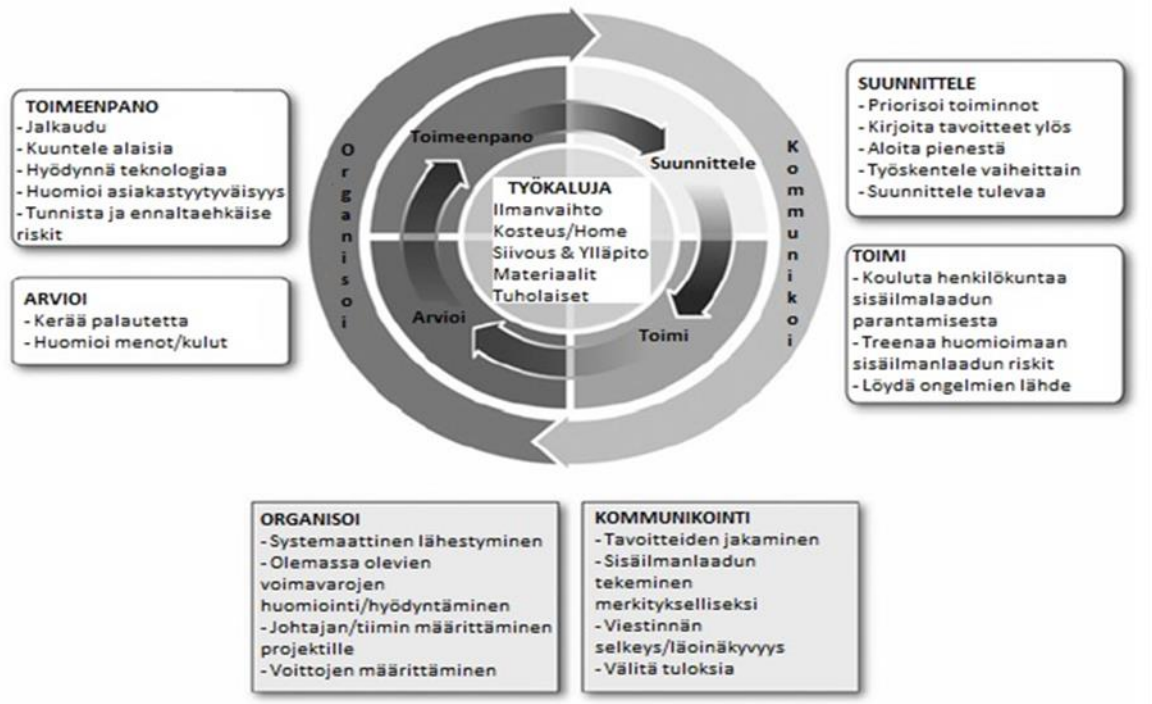 TOIMEENPANO
- Jalkaudu
- Kuuntele alaisia
- Hyödynnä teknologiaa
- Huomioi asiakastyytyväisyys
- Tunnista ja ennaltaehkäise
riskit
ARVIOI
- Kerää palautetta
- Huomioi menot/kulut
Organisoi
Toimeenpano
Suunnittele
Arvioi
Toimi
TYÖKALUJA
Ilmanvaihto
Kosteus/Home
Siivous & Ylläpito
Materiaalit
Tuholaiset
Kommunikoi
SUUNNITTELE
- Priorisoi toiminnot
- Kirjoita tavoitteet ylös
- Aloita pienestä
- Työskentele vaiheittain
- Suunnittele tulevaa
TOIMI
- Kouluta henkilökuntaa
sisäilmalaadun
parantamisesta
- Treenaa huomioimaan
sisäilmanlaadun riskit
- Löydä ongelmien lähde
ORGANISOI
- Systemaattinen lähestyminen
- Olemassa olevien
voimavarojen
huomiointi/hyödyntäminen
- Johtajan/tiimin määrittäminen
projektille
- Voittojen määrittäminen
KOMMUNIKOINTI
- Tavoitteiden jakaminen
- Sisäilmanlaadun
tekeminen
merkitykselliseksi
- Viestinnän
selkeys/läoinäkyvyys
- Välitä tuloksia